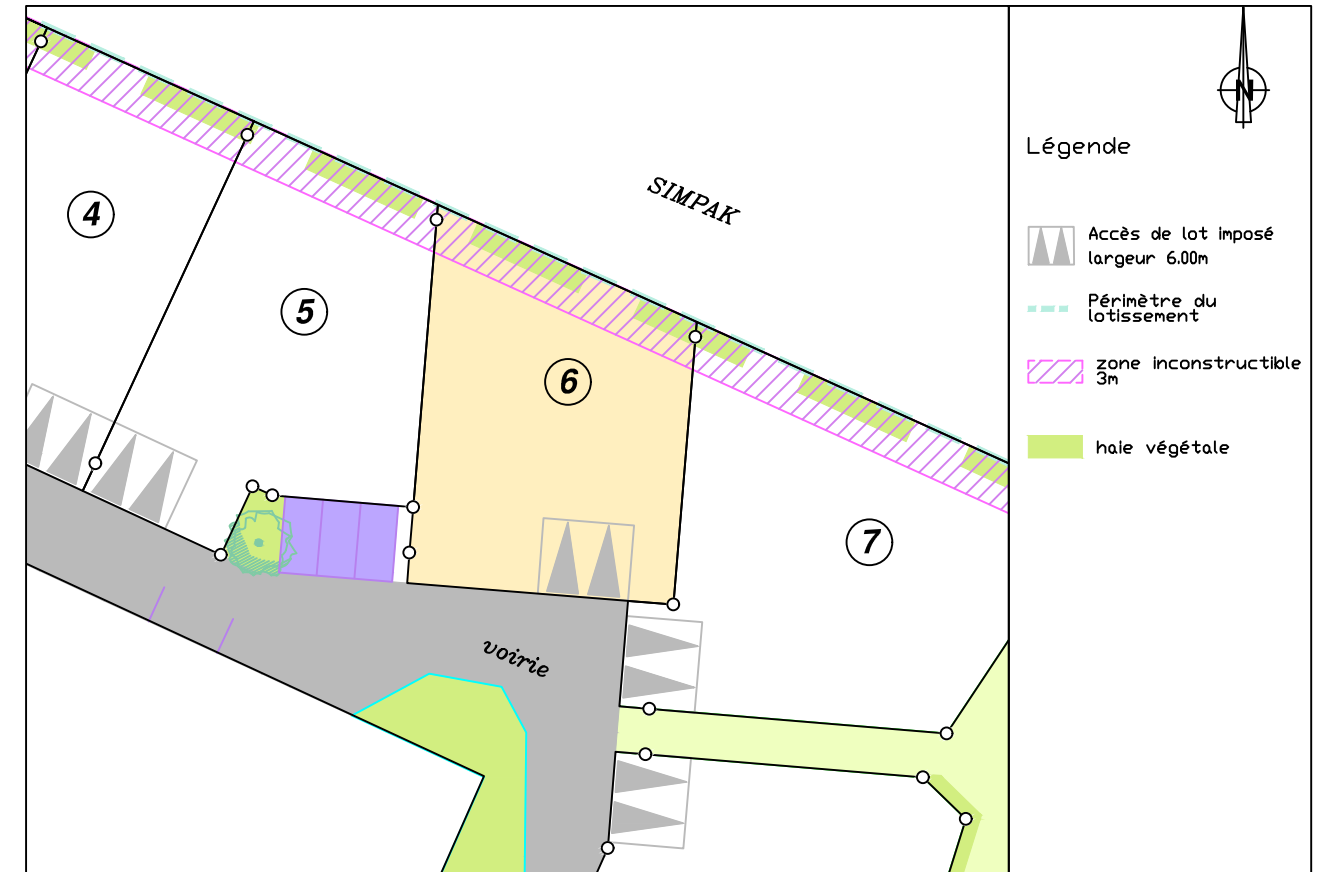 N
Légende
SIMPAK
4
Accès de lot imposé
largeur 6.00m
5
Périmètre du
lotissement
6
zone inconstructible
3m
haie végétale
7
voirie